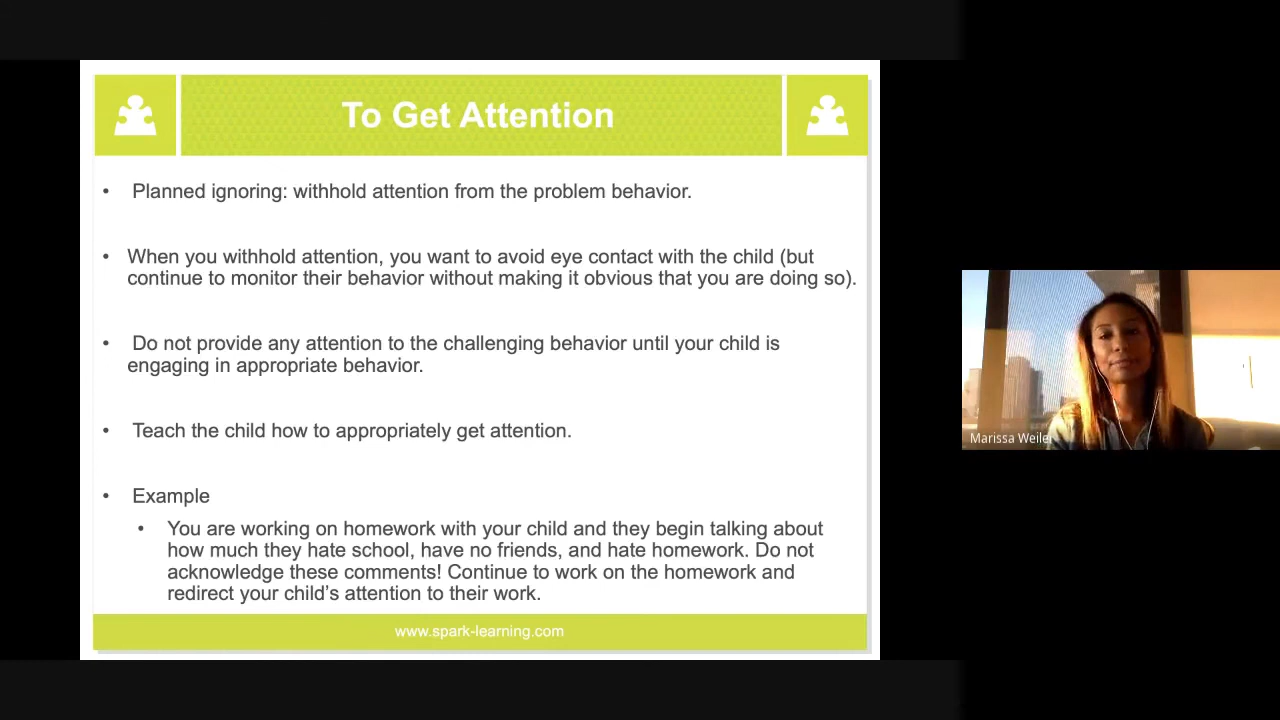 To Get Attention
• Planned ignoring: withhold attention from the problem behavior.
• When you withhold attention, you want to avoid eye contact with the child (but
continue to monitor their behavior without making it obvious that you are doing so).
• Do not provide any attention to the challenging behavior until your child is
engaging in appropriate behavior.
• Teach the child how to appropriately get attention.
• Example
• You are working on homework with your child and they begin talking about
how much they hate school, have no friends, and hate homework. Do not
acknowledge these comments! Continue to work on the homework and
redirect your child’s attention to their work.
www.spark-learning.com
Marissa